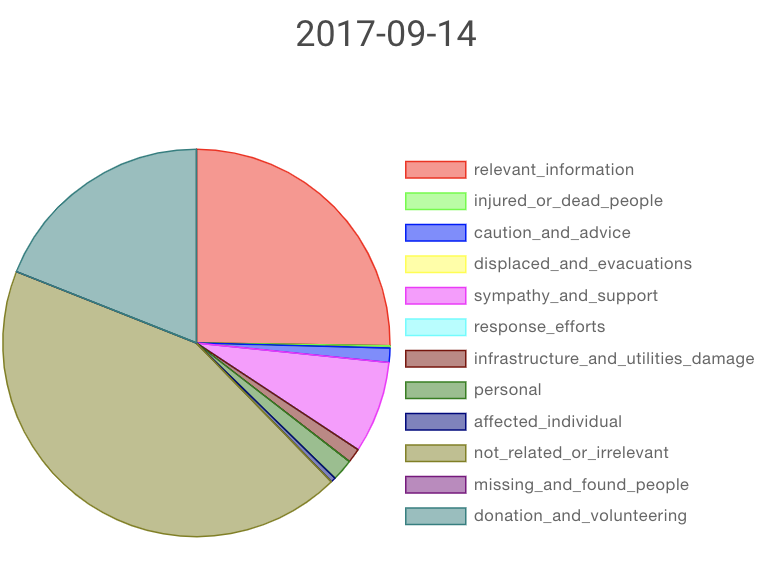 2017-09-14
relevant_information
injured_or_dead_people
caution_and_advice
displaced_and_evacuations
sympathy_and_support
response_efforts
infrastructure_and_utilities_damage
personal
affected_individual
not_related_or_irrelevant
missing_and_found_people
donation_and_volunteering